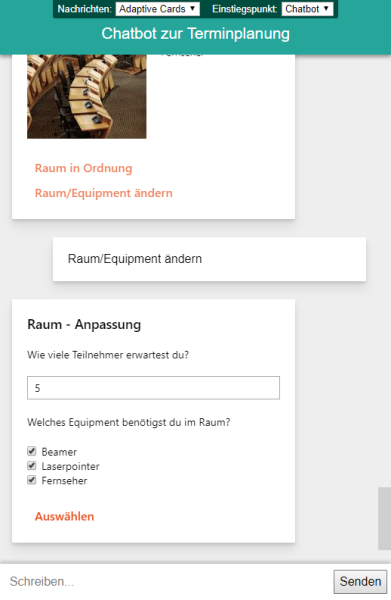 Nachrichten: Adaptive Cards Einstiegspunkt: Chatbot
Chatbot zur Terminplanung
Raum in Ordnung
Raum/Equipment ändern
Raum/Equipment ändern
Raum - Anpassung
Wie viele Teilnehmer erwartest du?
5
Welches Equipment benötigst du im Raum?
Beamer
Laserpointer
Fernseher
Auswählen
Schreiben... Senden